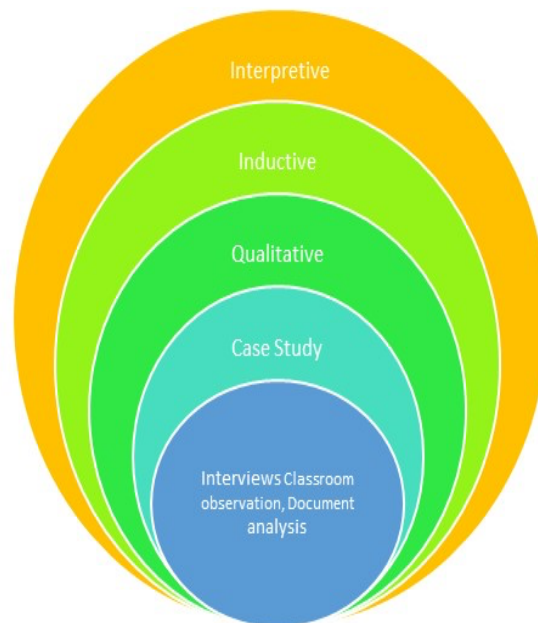 Interpretive
Inductive
Qualitative
Case Study
Interviews Classroom
observation, Document
analysis